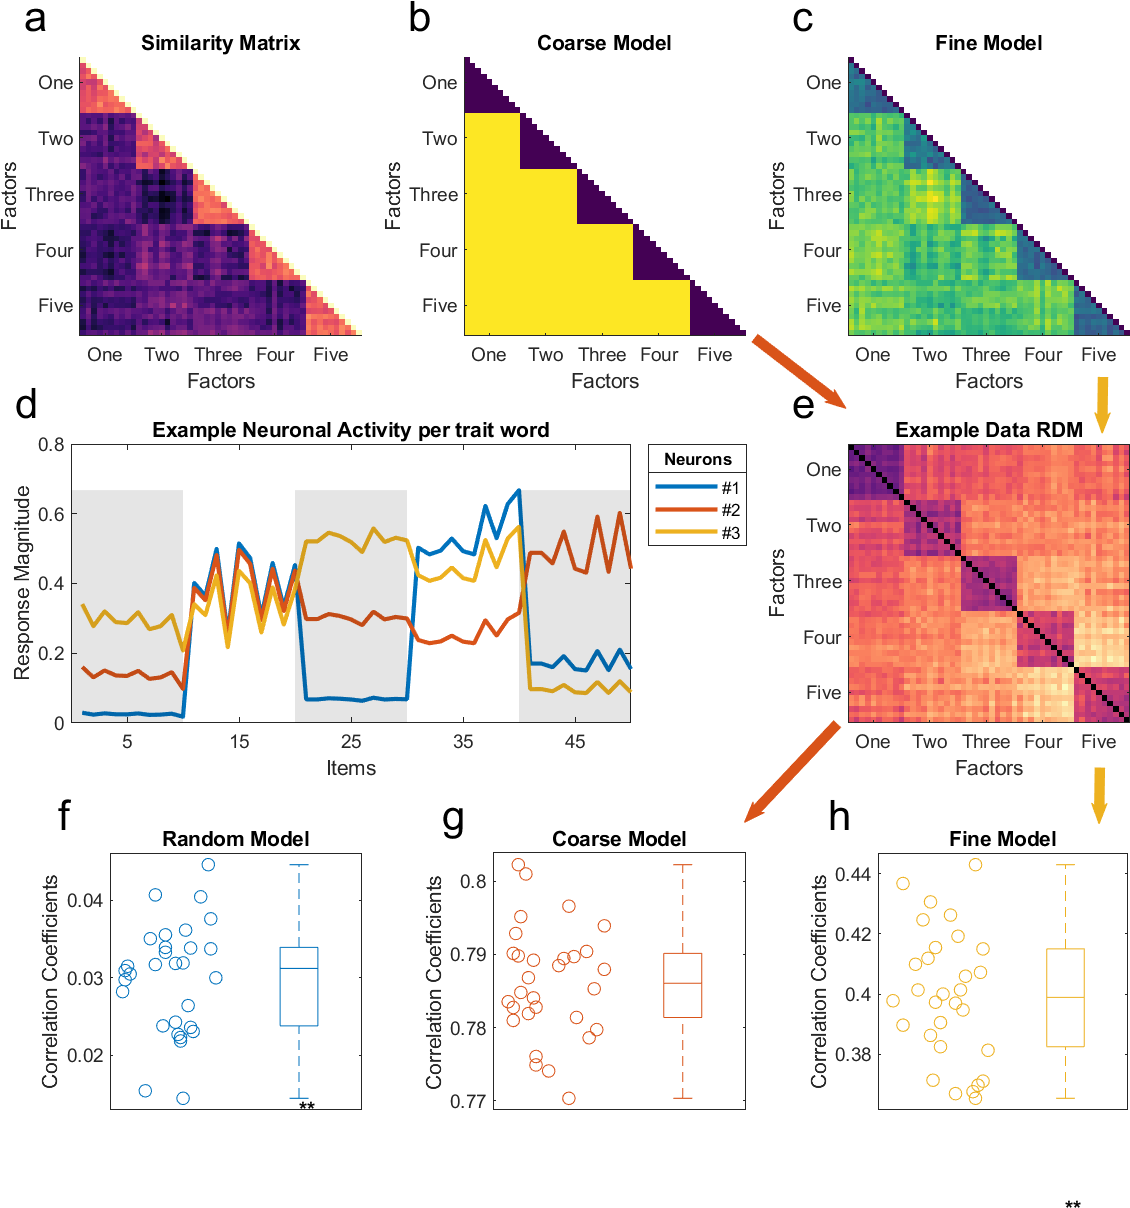 a
b
c
Similarity Matrix
Coarse Model
Fine Model
One
Two
Three
Four
Five
Factors
One Two Three Four Five
Factors
One
Two
Three
Four
Five
Factors
One Two Three Four Five
Factors
One
Two
Three
Four
Five
Factors
One Two Three Four Five
Factors
d
Example Neuronal Activity per trait word
0.8
0.6
0.4
0.2
0
Response Magnitude
5 15 25 35 45
Items
Neurons
#1
#2
#3
e
Example Data RDM
One
Two
Three
Four
Five
Factors
One Two Three Four Five
Factors
f
Random Model
0.04
0.03
0.02
Correlation Coefficients
**
g
Coarse Model
0.8
0.79
0.78
0.77
Correlation Coefficients
h
Fine Model
0.44
0.42
0.4
0.38
Correlation Coefficients
**